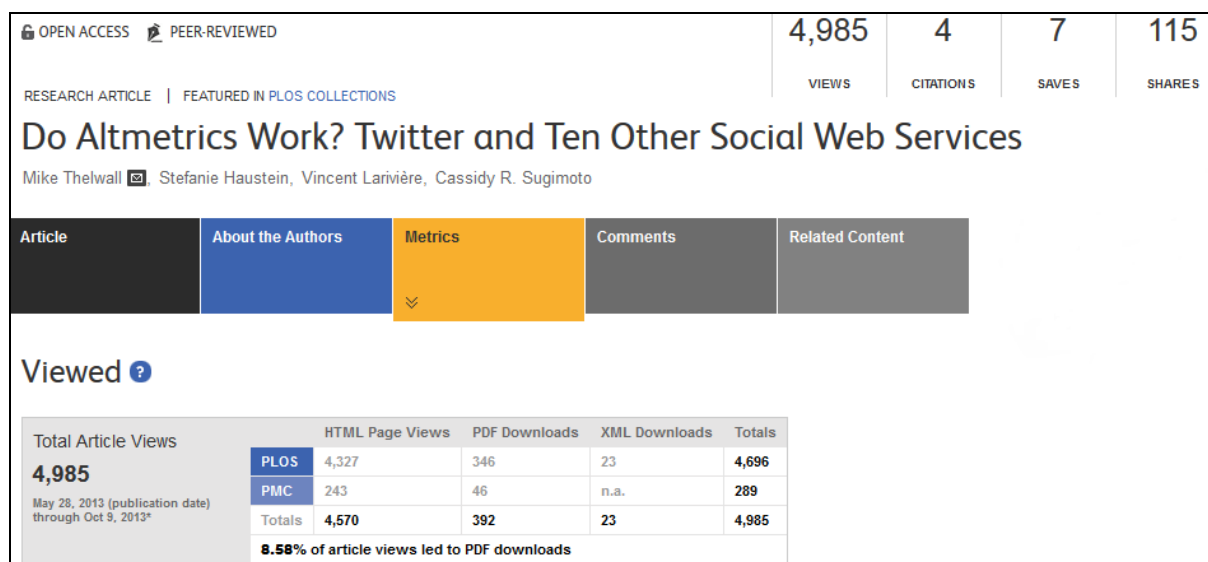 OPEN ACCESS PEER-REVIEWED
4,985 4 7 115
VIEWS CITATIONS SAVES SHARES
RESEARCH ARTICLE | FEATURED IN PLOS COLLECTIONS
Do Altmetrics Work? Twitter and Ten Other Social Web Services
Mike Thelwall, Stefanie Haustein, Vincent Larivière, Cassidy R. Sugimoto
Article About the Authors Metrics Comments Related Content
Viewed ?
Total Article Views
4,985
May 28, 2013 (publication date)
through Oct 9, 2013*
HTML Page Views PDF Downloads XML Downloads Totals
PLOS 4,327 346 23 4,696
PMC 243 46 n.a. 289
Totals 4,570 392 23 4,985
8.58% of article views led to PDF downloads